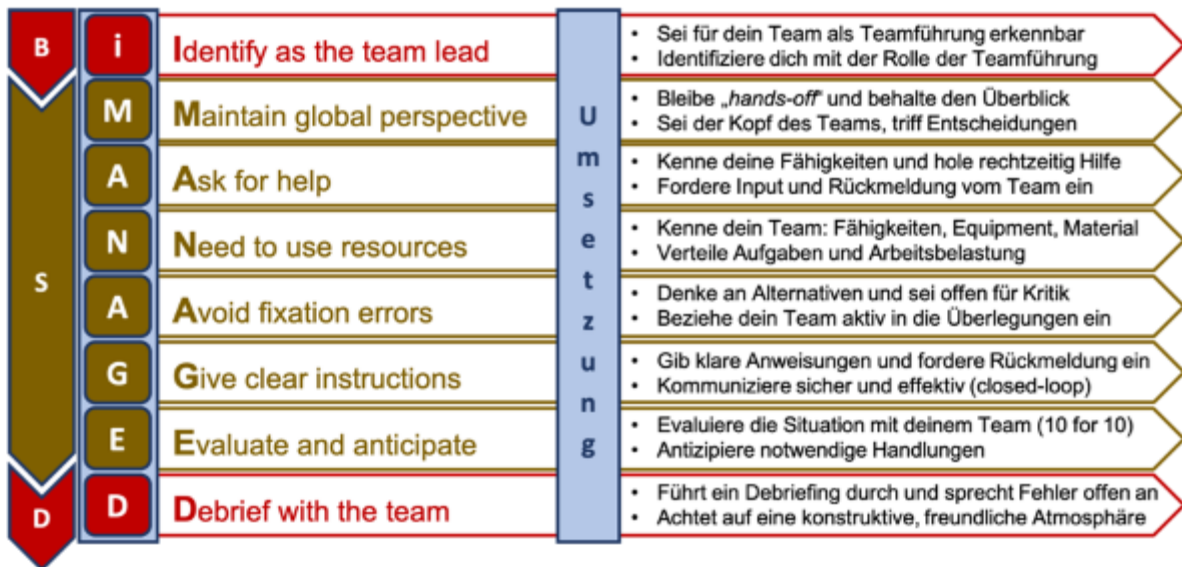 B
i
Identify as the team lead
• Sei für dein Team als Teamführung erkennbar
• Identifiziere dich mit der Rolle der Teamführung
S
M
Maintain global perspective
• Bleibe „hands-off“ und behalte den Überblick
• Sei der Kopf des Teams, triff Entscheidungen
A
Ask for help
• Kenne deine Fähigkeiten und hole rechtzeitig Hilfe
• Fordere Input und Rückmeldung vom Team ein
N
Need to use resources
• Kenne dein Team: Fähigkeiten, Equipment, Material
• Verteile Aufgaben und Arbeitsbelastung
A
Avoid fixation errors
• Denke an Alternativen und sei offen für Kritik
• Beziehe dein Team aktiv in die Überlegungen ein
G
Give clear instructions
• Gib klare Anweisungen und fordere Rückmeldung ein
• Kommuniziere sicher und effektiv (closed-loop)
E
Evaluate and anticipate
• Evaluiere die Situation mit deinem Team (10 for 10)
• Antizipiere notwendige Handlungen
D
D
Debrief with the team
• Führt ein Debriefing durch und sprecht Fehler offen an
• Achtet auf eine konstruktive, freundliche Atmosphäre
Umsetzung